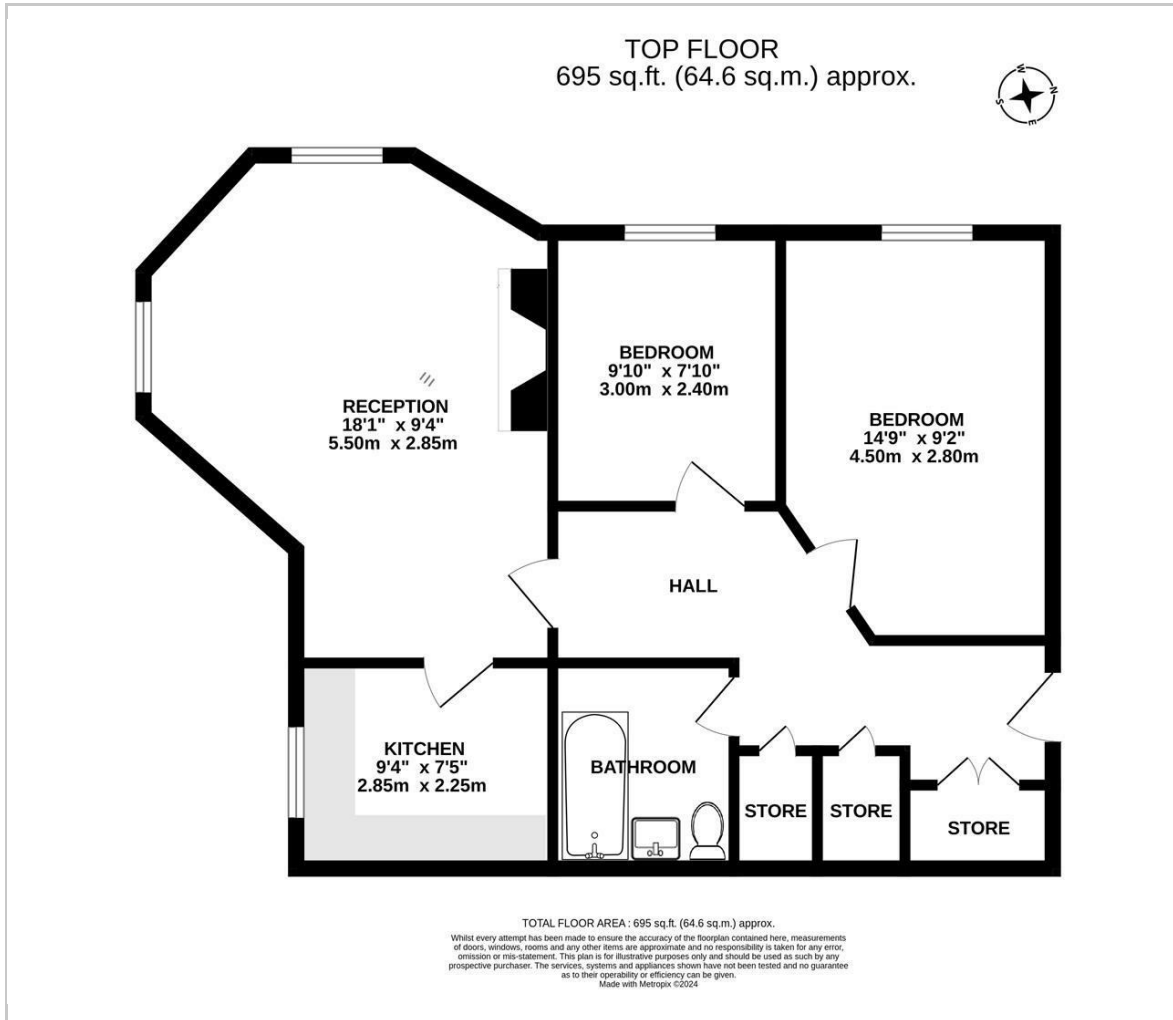 TOP FLOOR
695 sq.ft. (64.6 sq.m.) approx.
W
N
S
E
BEDROOM
9'10" x 7'10"
3.00m x 2.40m
RECEPTION
18'1" x 9'4"
5.50m x 2.85m
BEDROOM
14'9" x 9'2"
4.50m x 2.80m
HALL
KITCHEN
9'4" x 7'5"
2.85m x 2.25m
BATHROOM
STORE
STORE
STORE
TOTAL FLOOR AREA : 695 sq.ft. (64.6 sq.m.) approx.
Whilst every attempt has been made to ensure the accuracy of the floorplan contained here, measurements
of doors, windows, rooms and any other items are approximate and no responsibility is taken for any error,
omission or mis-statement. This plan is for illustrative purposes only and should be used as such by any
prospective purchaser. The services, systems and appliances shown have not been tested and no guarantee
as to their operability or efficiency can be given.
Made with Metropix ©2024